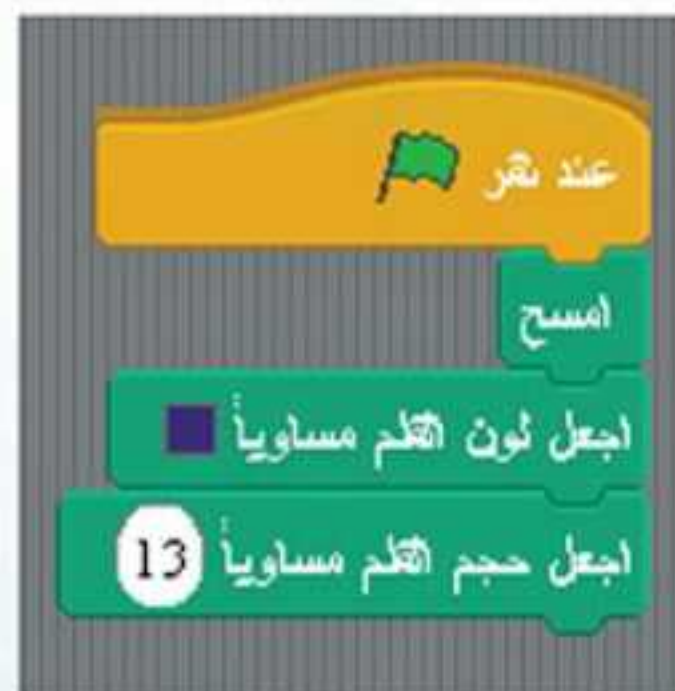 عند نقر
امسح
اجعل لون القلم مساوياً
اجعل حجم القلم مساوياً 13